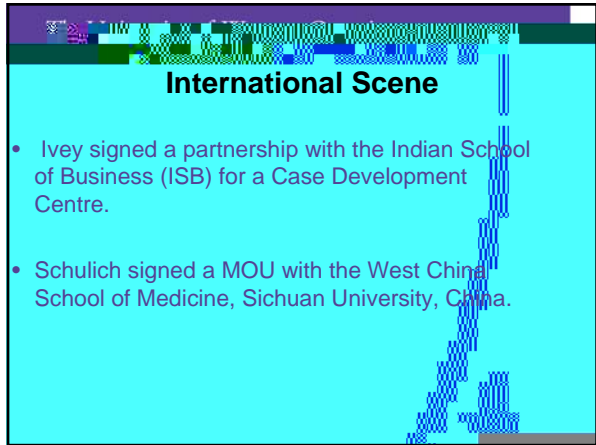 International Scene
• Ivey signed a partnership with the Indian School
of Business (ISB) for a Case Development
Centre.
• Schulich signed a MOU with the West China
School of Medicine, Sichuan University, China.